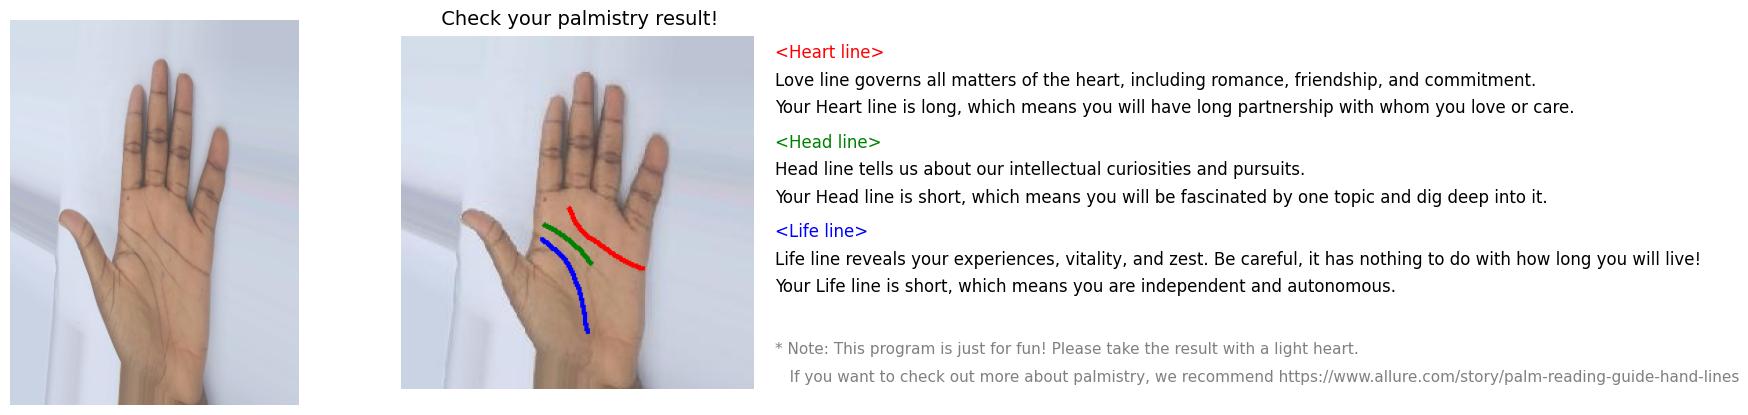 Check your palmistry result!
<Heart line>
Love line governs all matters of the heart, including romance, friendship, and commitment.
Your Heart line is long, which means you will have long partnership with whom you love or care.
<Head line>
Head line tells us about our intellectual curiosities and pursuits.
Your Head line is short, which means you will be fascinated by one topic and dig deep into it.
<Life line>
Life line reveals your experiences, vitality, and zest. Be careful, it has nothing to do with how long you will live!
Your Life line is short, which means you are independent and autonomous.
* Note: This program is just for fun! Please take the result with a light heart.
If you want to check out more about palmistry, we recommend https://www.allure.com/story/palm-reading-guide-hand-lines